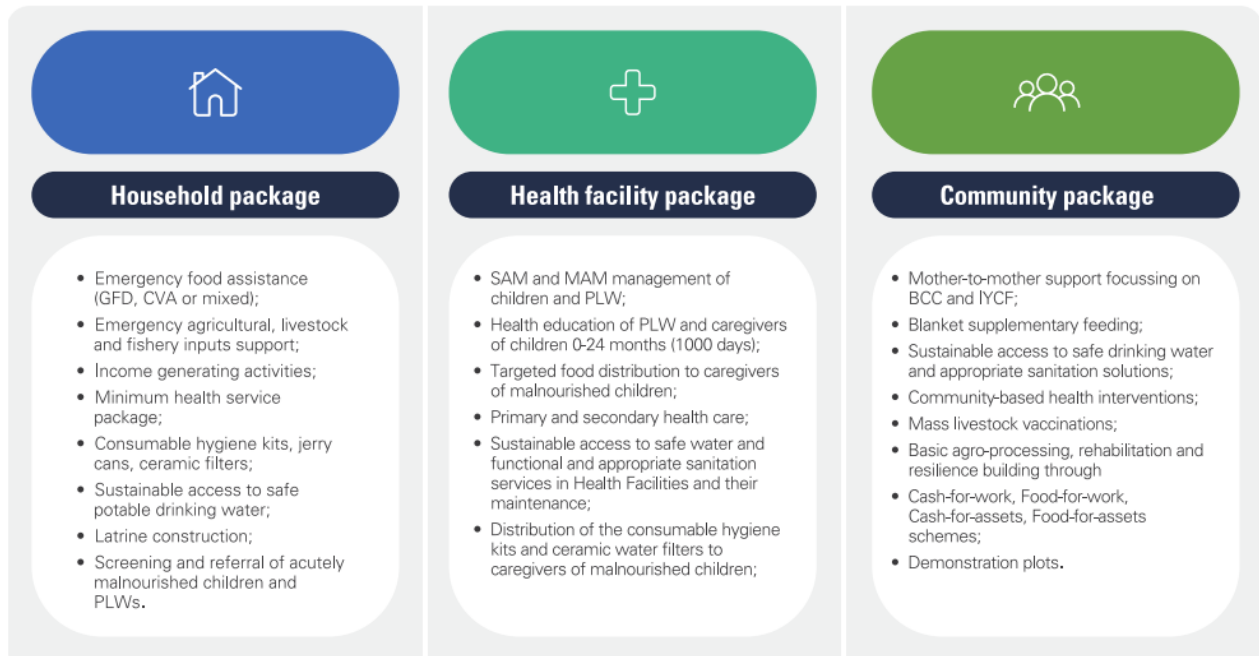 Household package
• Emergency food assistance
(GFD, CVA or mixed);
• Emergency agricultural, livestock
and fishery inputs support;
• Income generating activities;
• Minimum health service
package;
• Consumable hygiene kits, jerry
cans, ceramic filters;
• Sustainable access to safe
potable drinking water;
• Latrine construction;
• Screening and referral of acutely
malnourished children and
PLWs.
Health facility package
• SAM and MAM management of
children and PLW;
• Health education of PLW and caregivers
of children 0-24 months (1000 days);
• Targeted food distribution to caregivers
of malnourished children;
• Primary and secondary health care;
• Sustainable access to safe water and
functional and appropriate sanitation
services in Health Facilities and their
maintenance;
• Distribution of the consumable hygiene
kits and ceramic water filters to
caregivers of malnourished children;
Community package
• Mother-to-mother support focussing on
BCC and IYCF;
• Blanket supplementary feeding;
• Sustainable access to safe drinking water
and appropriate sanitation solutions;
• Community-based health interventions;
• Mass livestock vaccinations;
• Basic agro-processing, rehabilitation and
resilience building through
• Cash-for-work, Food-for-work,
Cash-for-assets, Food-for-assets
schemes;
• Demonstration plots.